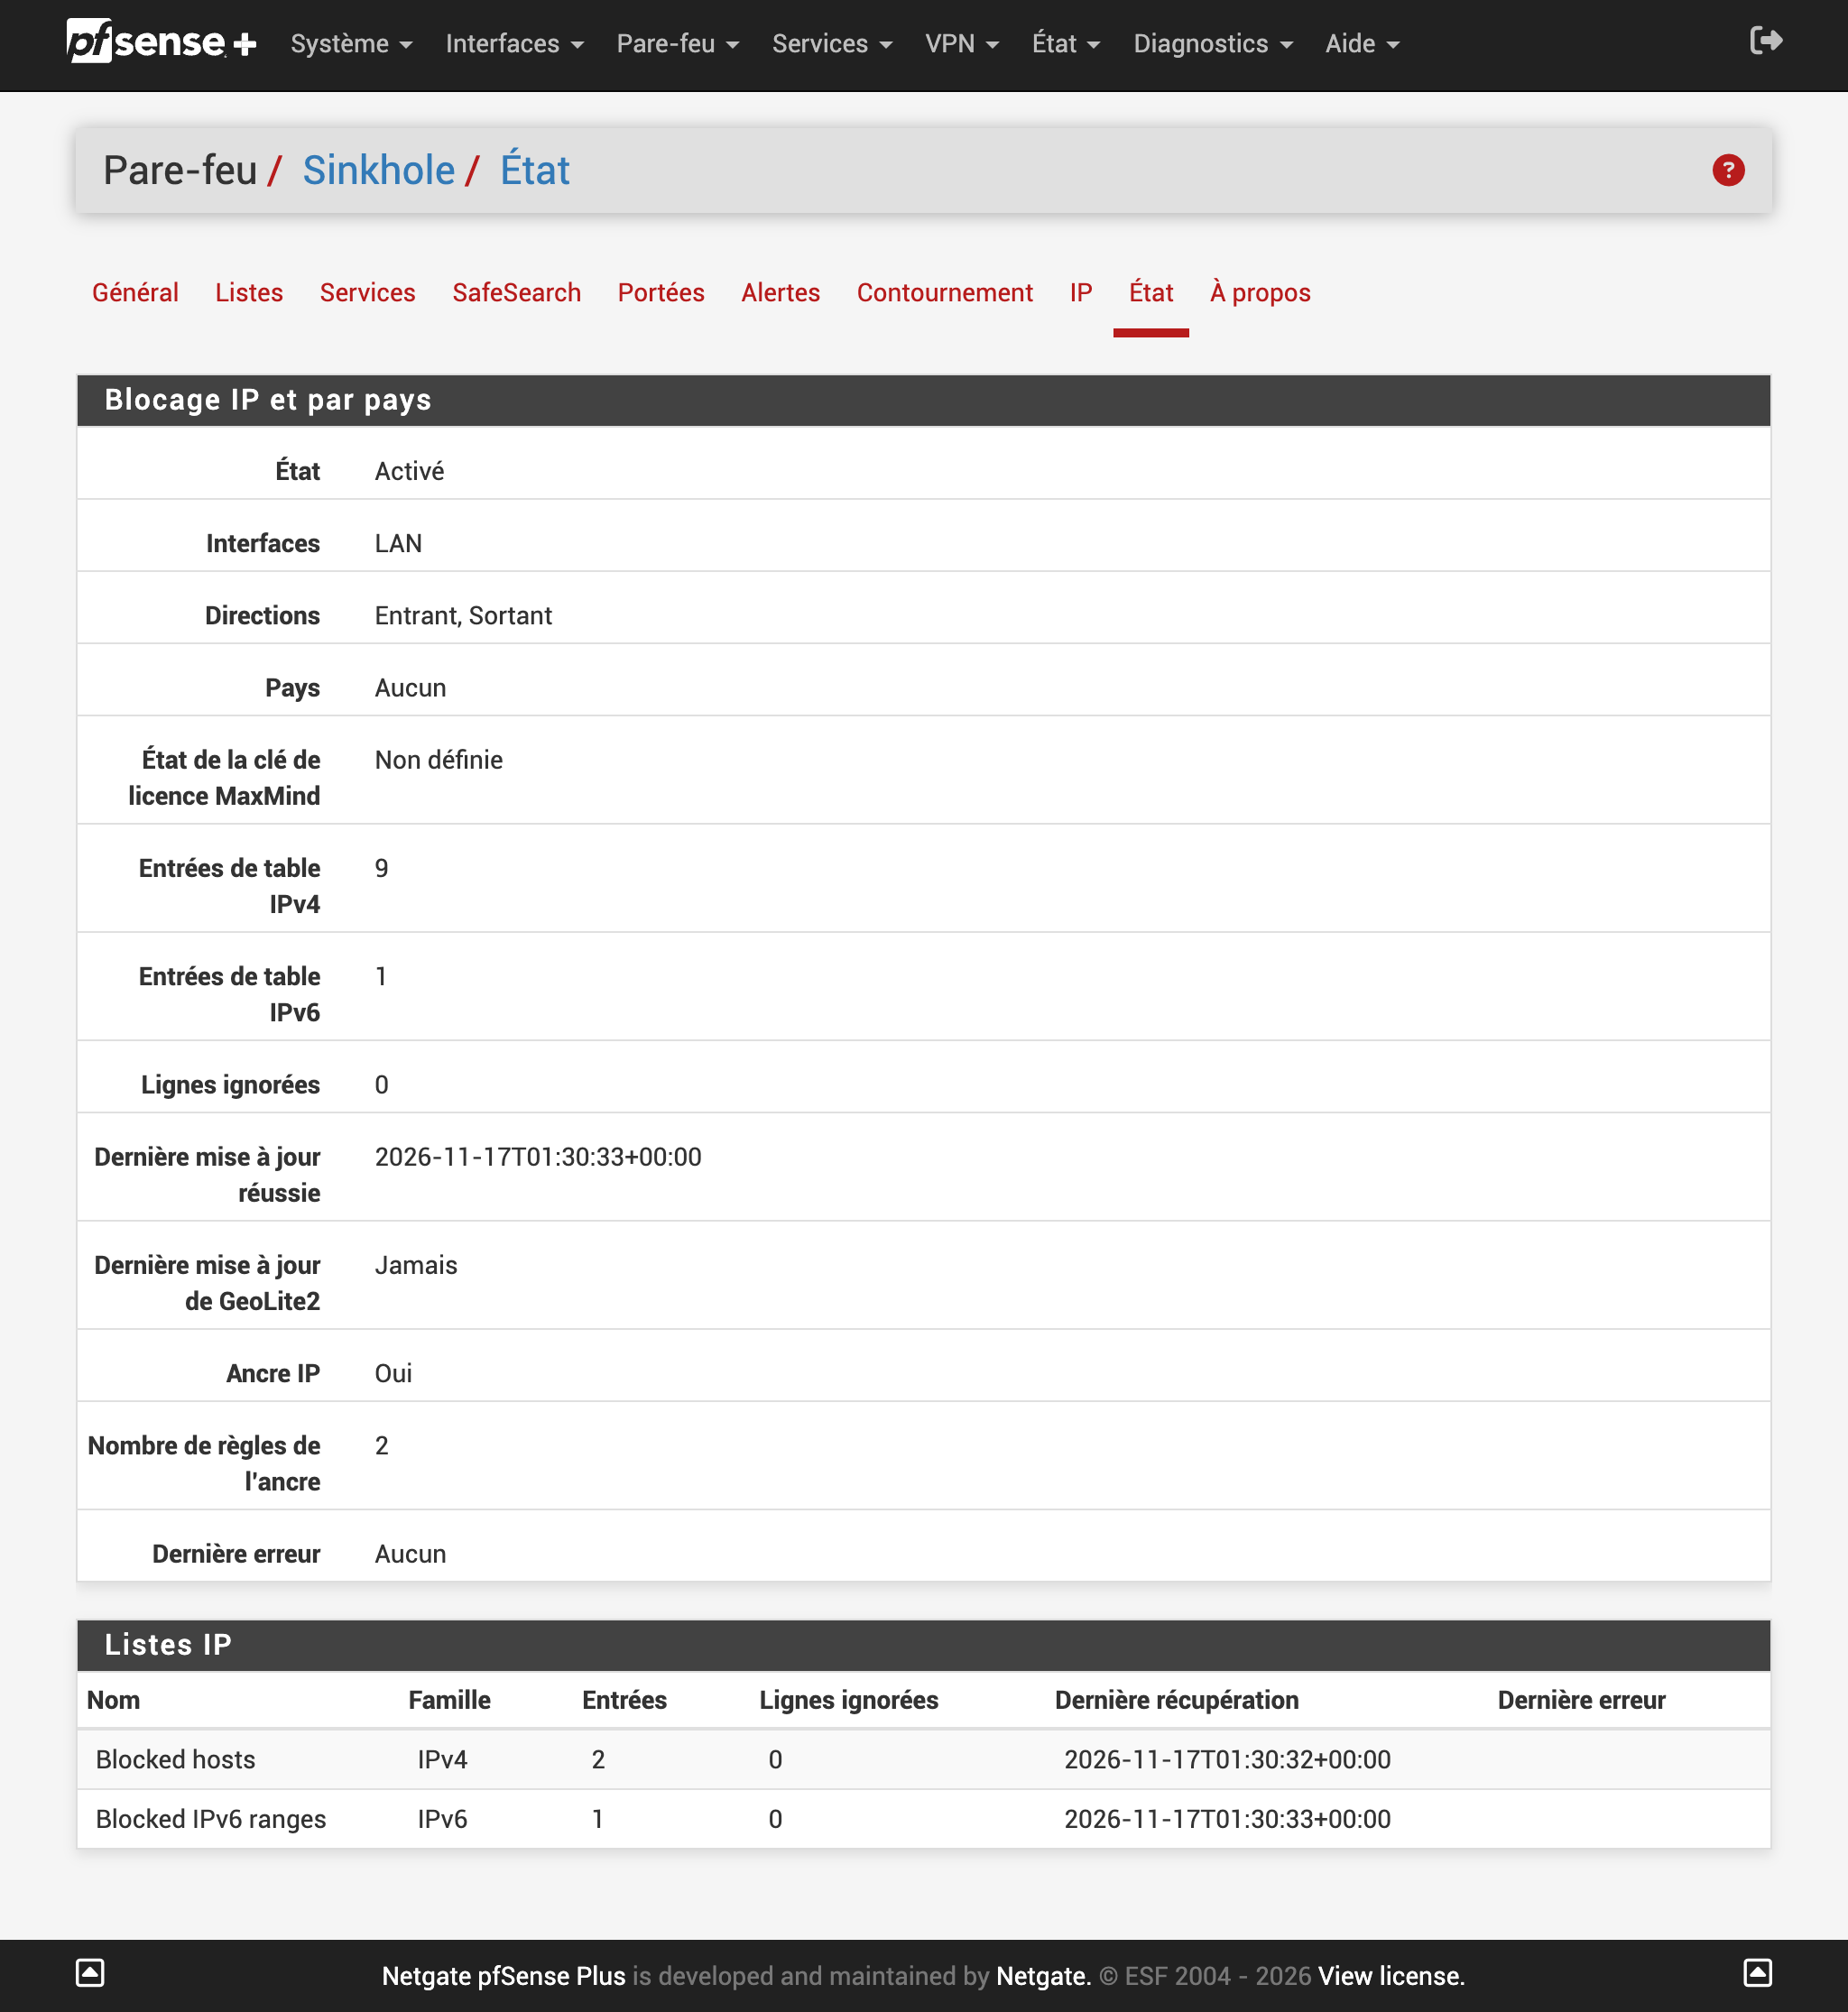 pfsense +
Système Interfaces Pare-feu Services VPN État Diagnostics Aide
Pare-feu / Sinkhole / État
?
Général Listes Services SafeSearch Portées Alertes Contournement IP État À propos
Blocage IP et par pays
État Activé
Interfaces LAN
Directions Entrant, Sortant
Pays Aucun
État de la clé de Non définie
licence MaxMind
Entrées de table 9
IPv4
Entrées de table 1
IPv6
Lignes ignorées 0
Dernière mise à jour 2026-11-17T01:30:33+00:00
réussie
Dernière mise à jour Jamais
de GeoLite2
Ancre IP Oui
Nombre de règles de 2
l'ancre
Dernière erreur Aucun
Listes IP
Nom Famille Entrées Lignes ignorées Dernière récupération Dernière erreur
Blocked hosts IPv4 2 0 2026-11-17T01:30:32+00:00
Blocked IPv6 ranges IPv6 1 0 2026-11-17T01:30:33+00:00
Netgate pfSense Plus is developed and maintained by Netgate. © ESF 2004 - 2026 View license.